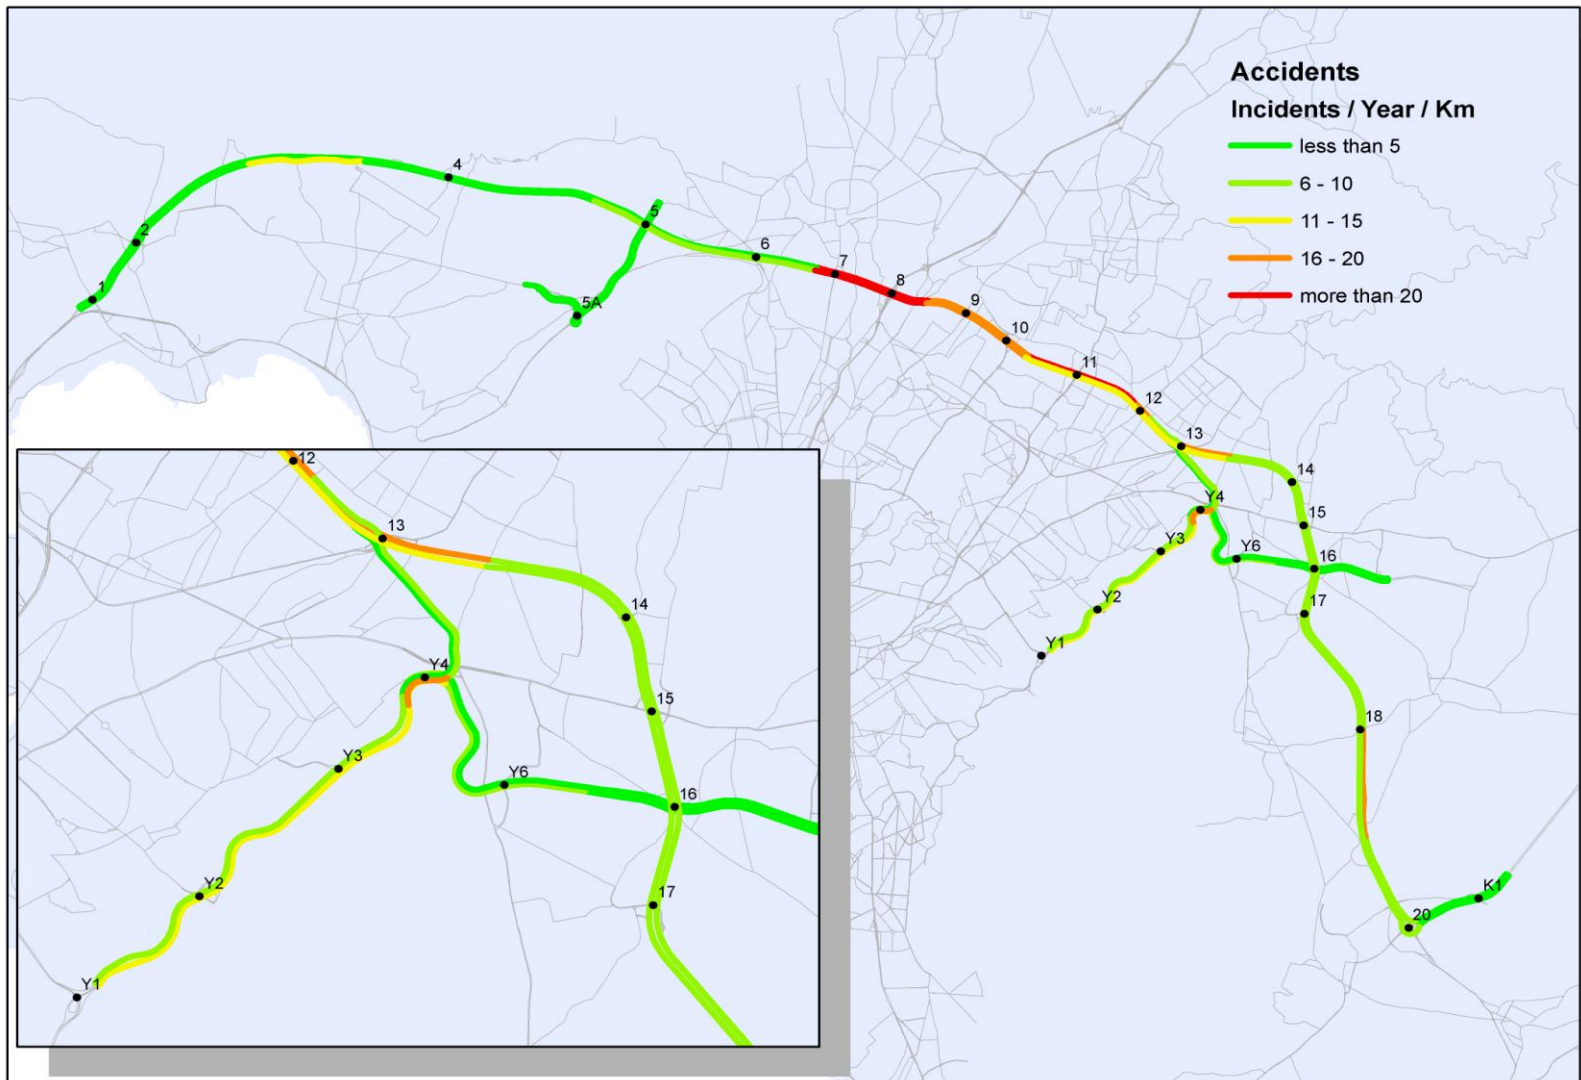 Accidents
Incidents / Year / Km
less than 5
6 - 10
11 - 15
16 - 20
more than 20
4
2
5
1
5A
6
7
8
9
10
11
12
13
14
Y4
15
Y3
Y6
16
Y2
17
Y1
18
K1
20
12
13
14
Y4
15
Y3
Y6
16
Y2
17
Y1